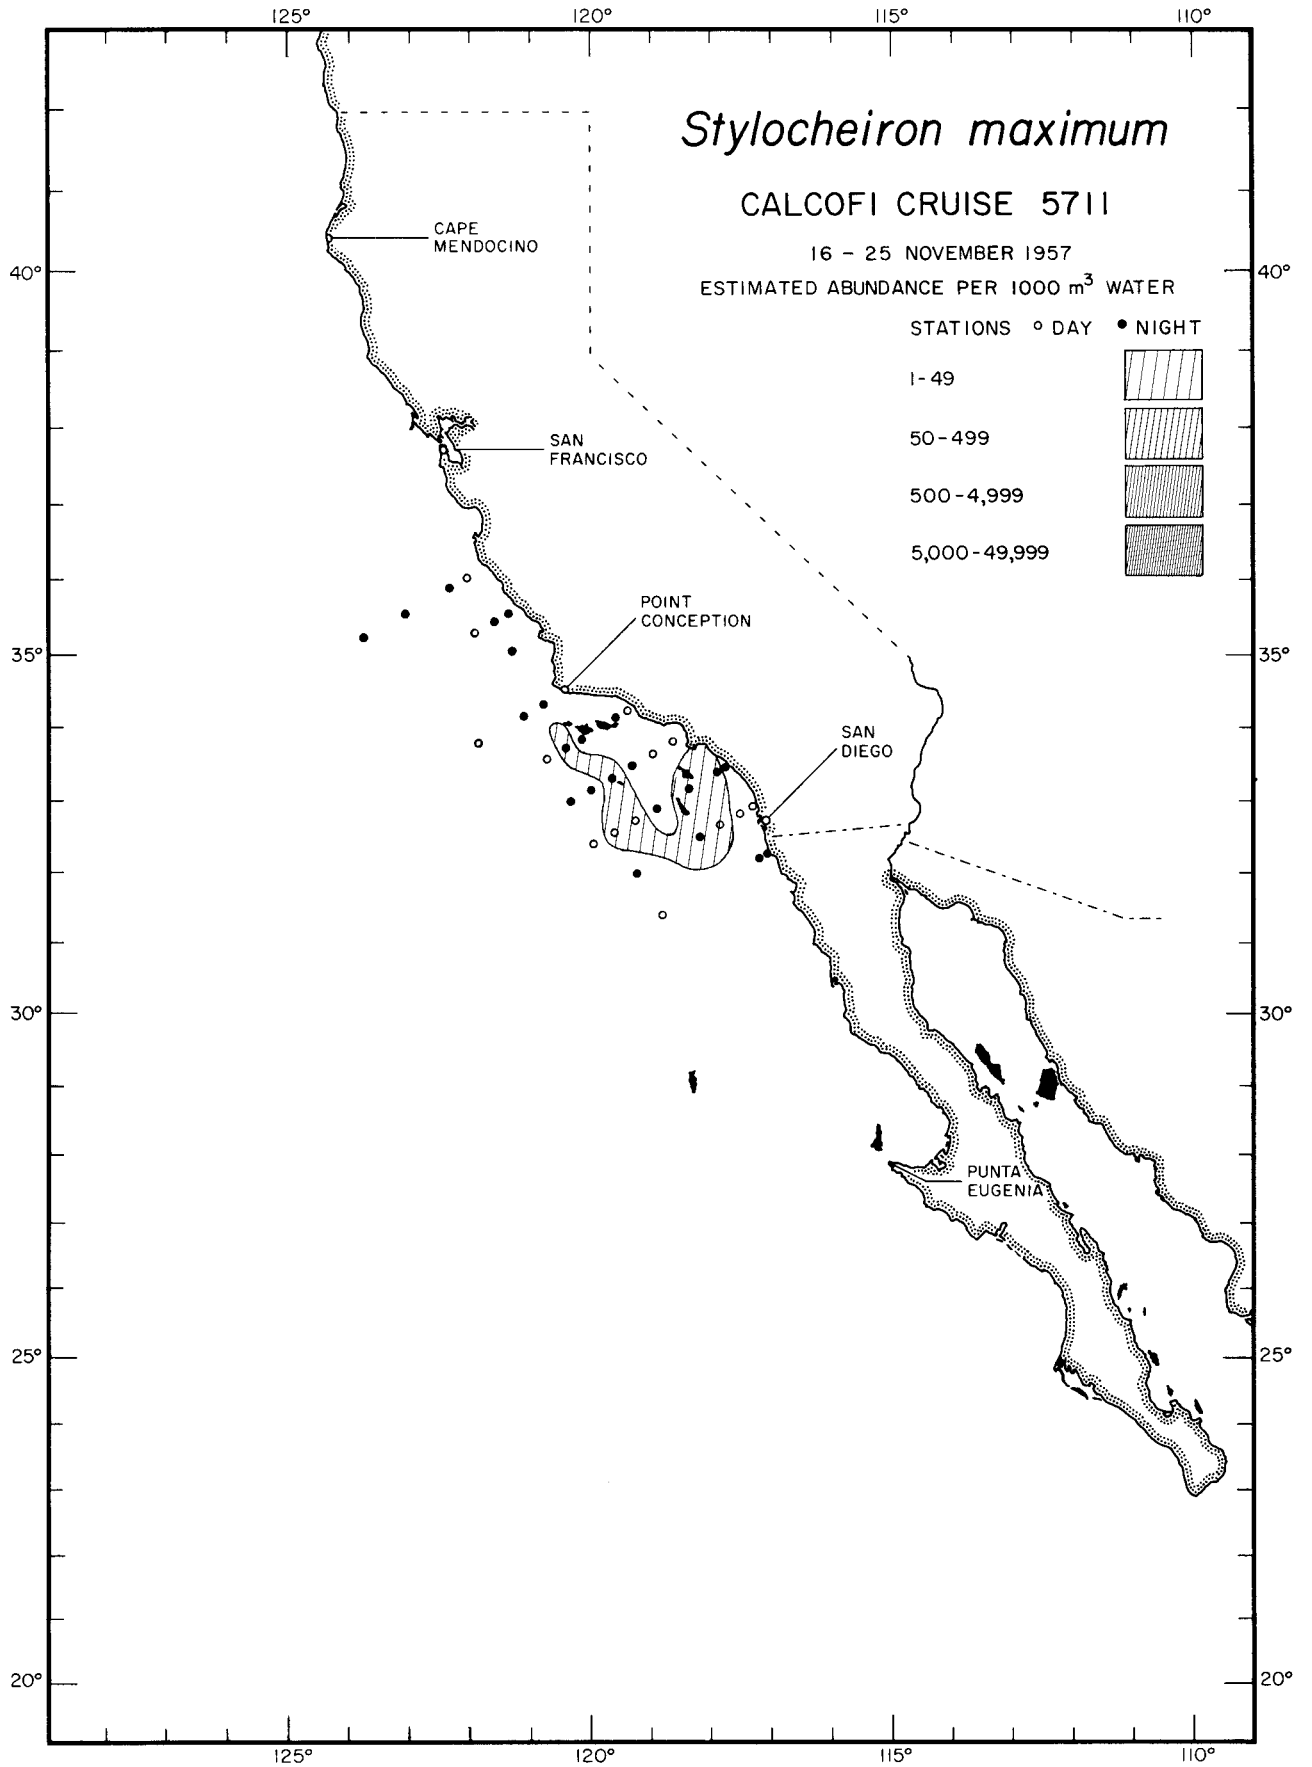 125° 120° 115° 110°
Stylocheiron maximum
CALCOFI CRUISE 5711
16 - 25 NOVEMBER 1957
ESTIMATED ABUNDANCE PER 1000 m³ WATER
STATIONS ○ DAY ● NIGHT
1-49
50-499
500-4,999
5,000-49,999
CAPE
MENDOCINO
40° 40°
SAN
FRANCISCO
POINT
CONCEPTION
35° 35°
SAN
DIEGO
30° 30°
PUNTA
EUGENIA
25° 25°
20° 20°
125° 120° 115° 110°